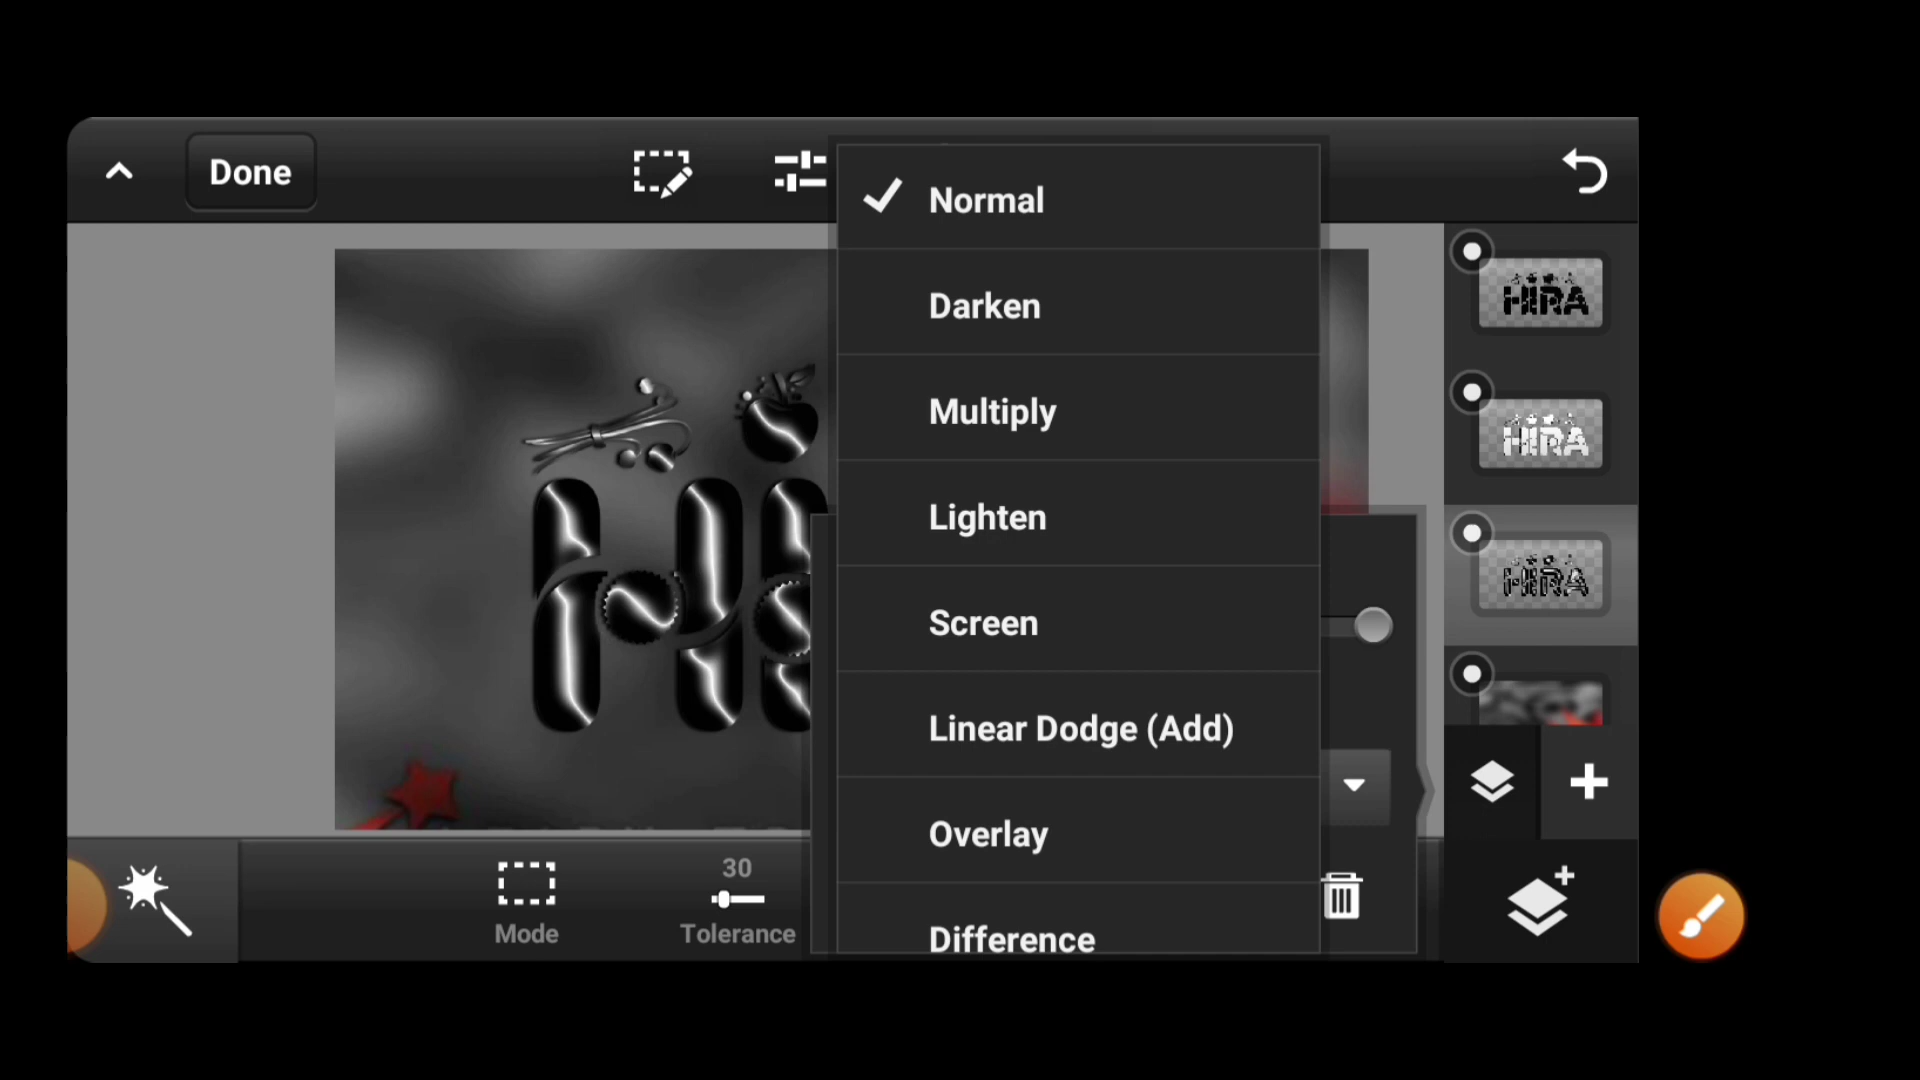 Done
Normal
Darken
Multiply
Lighten
Screen
Linear Dodge (Add)
Overlay
Difference
30
Mode
Tolerance
HIRA
HIRA
HIRA